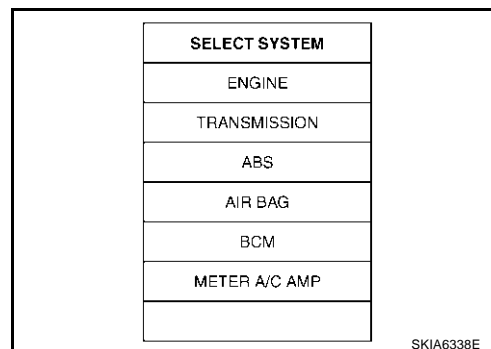 SELECT SYSTEM
ENGINE
TRANSMISSION
ABS
AIR BAG
BCM
METER A/C AMP
SKIA6338E